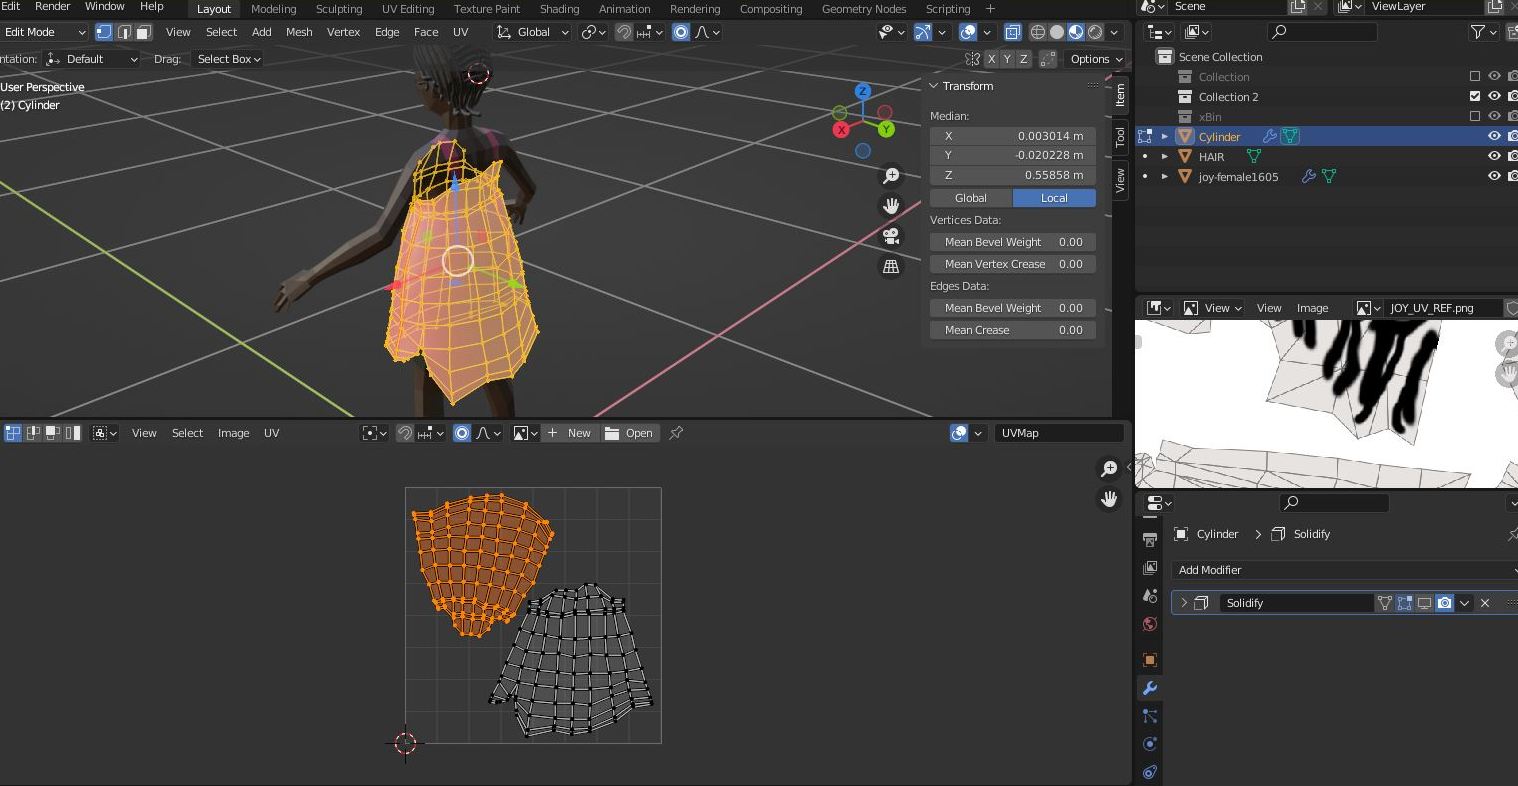 Edit Render Window Help Layout Modeling Sculpting UV Editing Texture Paint Shading Animation Rendering Compositing Geometry Nodes Scripting + Scene ViewLayer
Edit Mode View Select Add Mesh Vertex Edge Face UV Global
ntation: Default Drag: Select Box X Y Z Options
User Perspective
(2) Cylinder
Z
X
Y
Transform
Median:
X 0.003014 m
Y -0.020228 m
Z 0.55858 m
Global Local
Vertices Data:
Mean Bevel Weight 0.00
Mean Vertex Crease 0.00
Edges Data:
Mean Bevel Weight 0.00
Mean Crease 0.00
Item
Tool
View
Scene Collection
Collection
Collection 2
xBin
Cylinder
HAIR
joy-female1605
View View Image JOY_UV_REF.png
View Select Image UV + New Open UVMap
Cylinder > Solidify
Add Modifier
Solidify